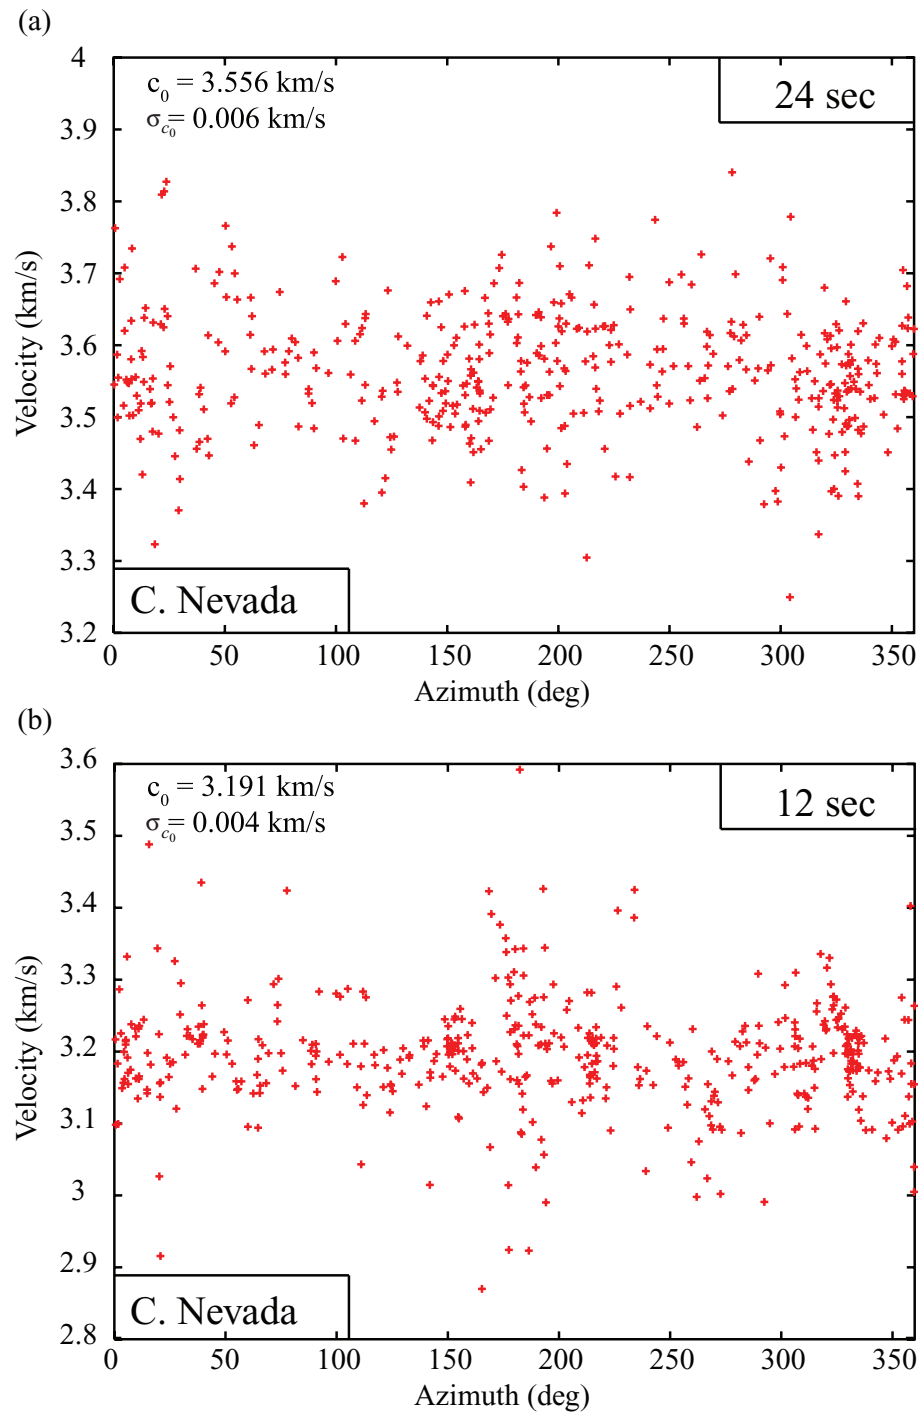 (a)
4
3.9
3.8
3.7
3.6
3.5
3.4
3.3
3.2
Velocity (km/s)
c₀ = 3.556 km/s
σ_c₀ = 0.006 km/s
24 sec
C. Nevada
0 50 100 150 200 250 300 350
Azimuth (deg)
(b)
3.6
3.5
3.4
3.3
3.2
3.1
3
2.9
2.8
Velocity (km/s)
c₀ = 3.191 km/s
σ_c₀ = 0.004 km/s
12 sec
C. Nevada
0 50 100 150 200 250 300 350
Azimuth (deg)